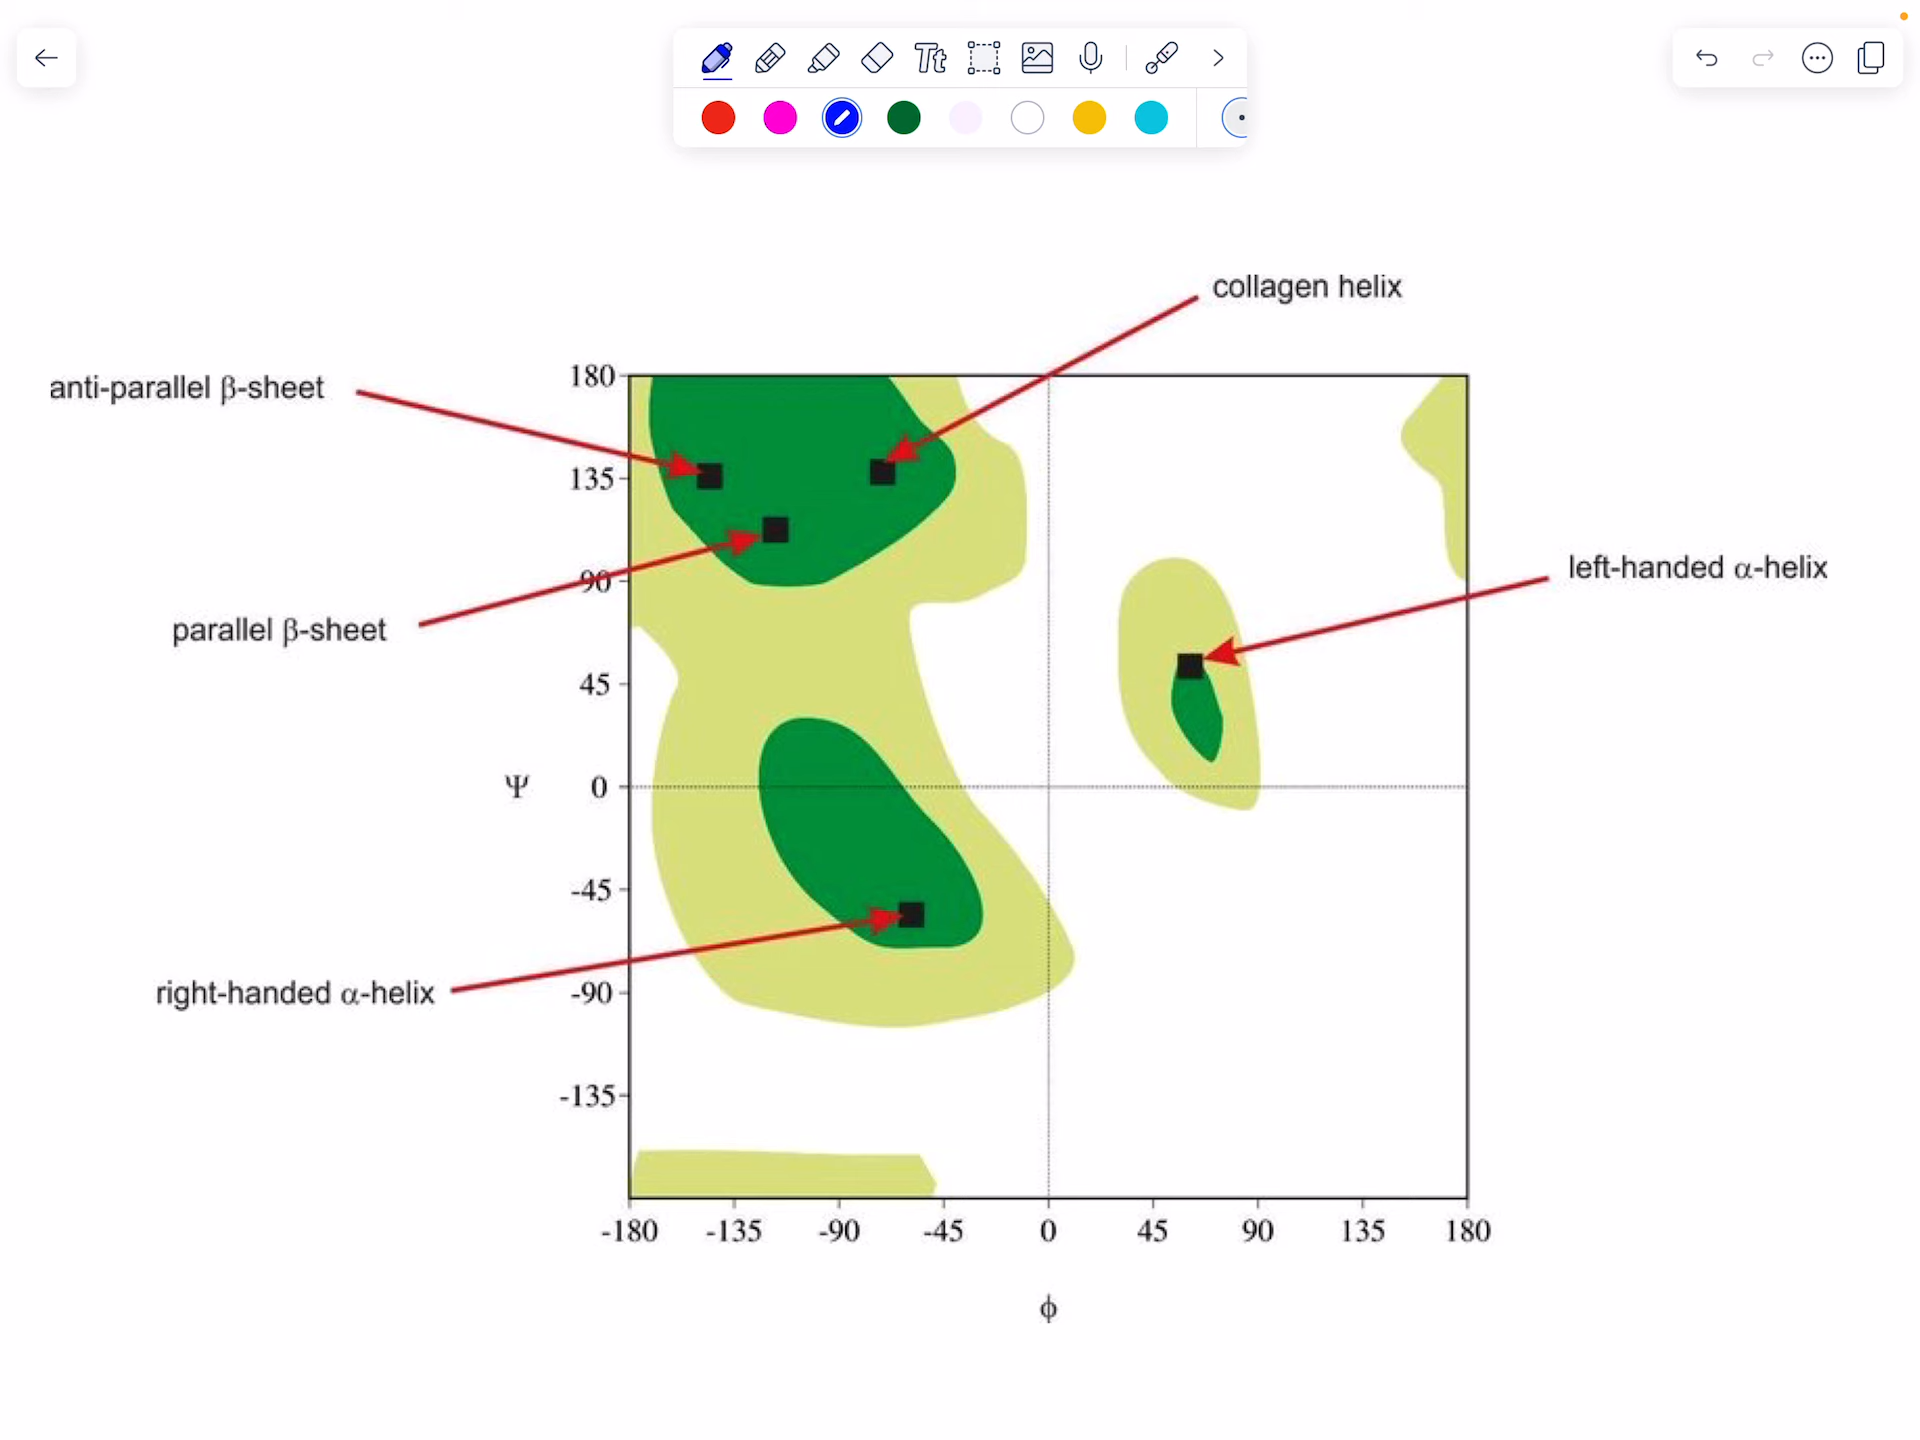 Tt
collagen helix
anti-parallel β-sheet
180
135
90
parallel β-sheet
left-handed α-helix
45
Ψ 0
-45
right-handed α-helix
-90
-135
-180 -135 -90 -45 0 45 90 135 180
ϕ